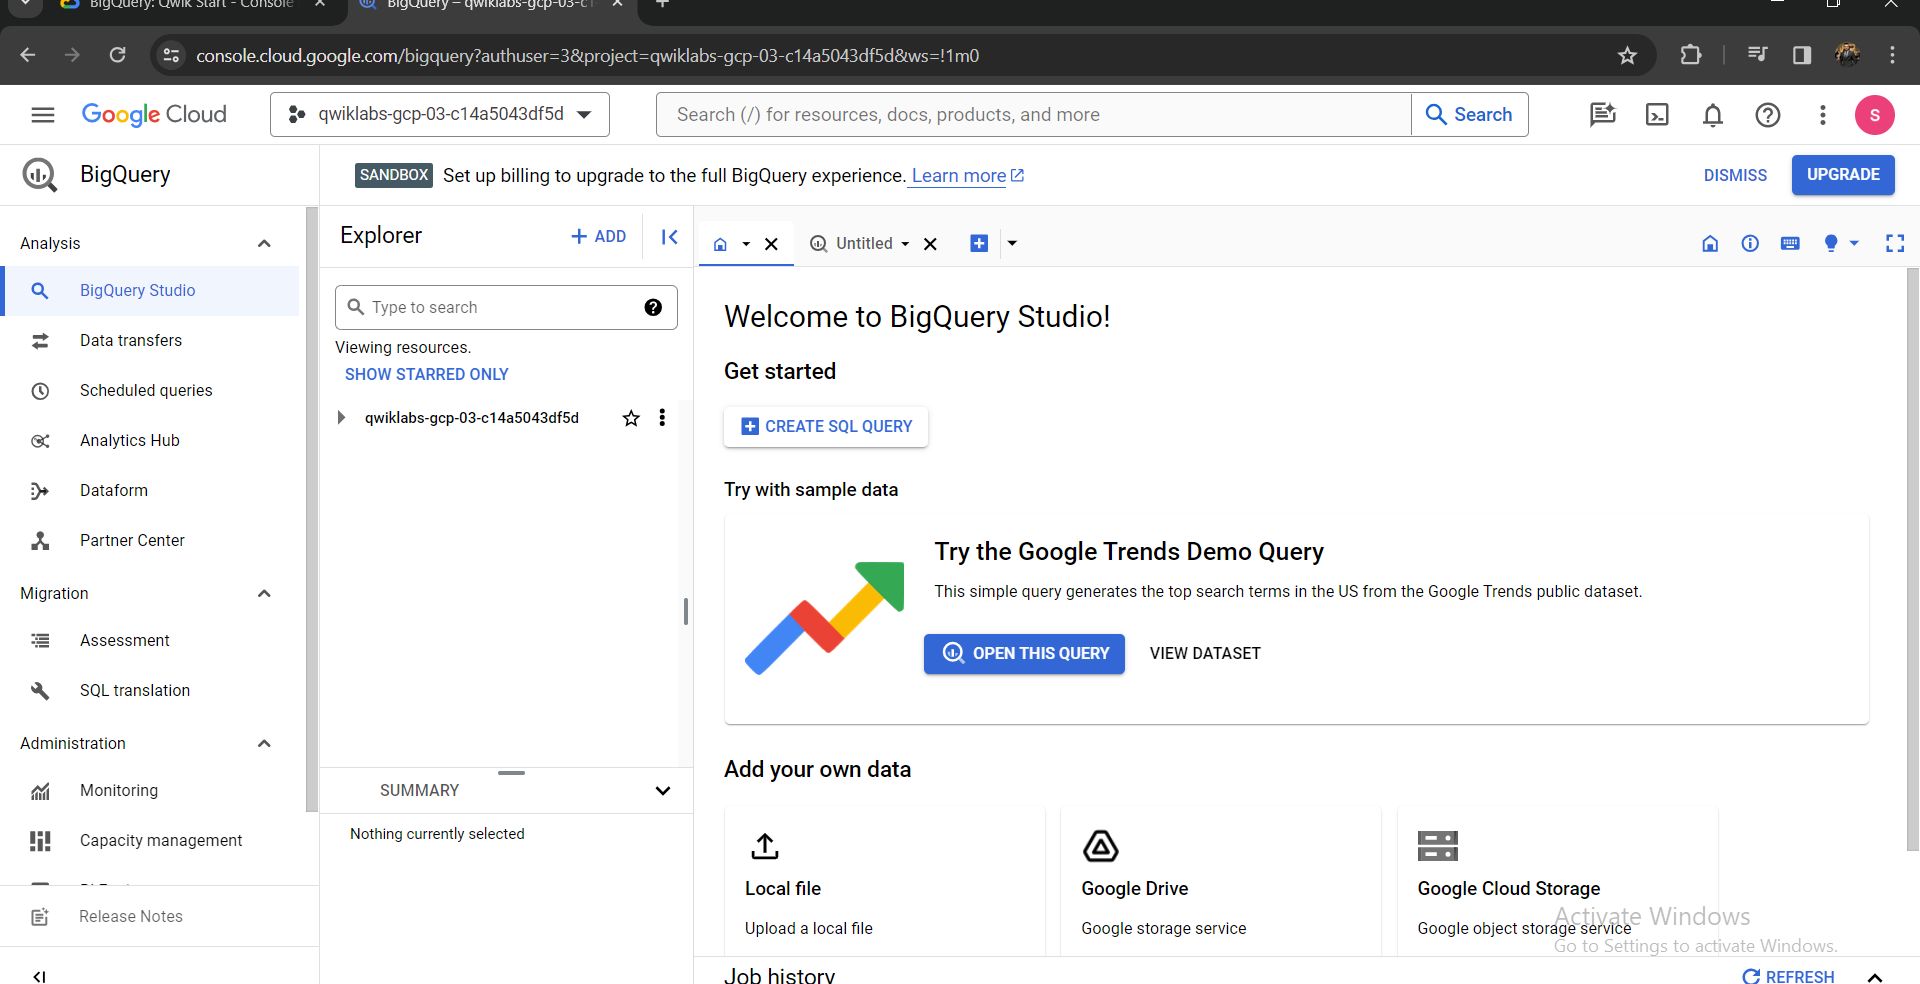 BigQuery: Qwik Start - Console
BigQuery – qwiklabs-gcp-03-c1
console.cloud.google.com/bigquery?authuser=3&project=qwiklabs-gcp-03-c14a5043df5d&ws=!1m0
Google Cloud
qwiklabs-gcp-03-c14a5043df5d
Search (/) for resources, docs, products, and more
Search
S
BigQuery
SANDBOX Set up billing to upgrade to the full BigQuery experience. Learn more
DISMISS
UPGRADE
Analysis
BigQuery Studio
Data transfers
Scheduled queries
Analytics Hub
Dataform
Partner Center
Migration
Assessment
SQL translation
Administration
Monitoring
Capacity management
Release Notes
Explorer
+ ADD
Type to search
Viewing resources.
SHOW STARRED ONLY
qwiklabs-gcp-03-c14a5043df5d
SUMMARY
Nothing currently selected
Untitled
Welcome to BigQuery Studio!
Get started
CREATE SQL QUERY
Try with sample data
Try the Google Trends Demo Query
This simple query generates the top search terms in the US from the Google Trends public dataset.
OPEN THIS QUERY
VIEW DATASET
Add your own data
Local file
Upload a local file
Google Drive
Google storage service
Google Cloud Storage
Google object storage service
Activate Windows
Go to Settings to activate Windows.
Job history
REFRESH